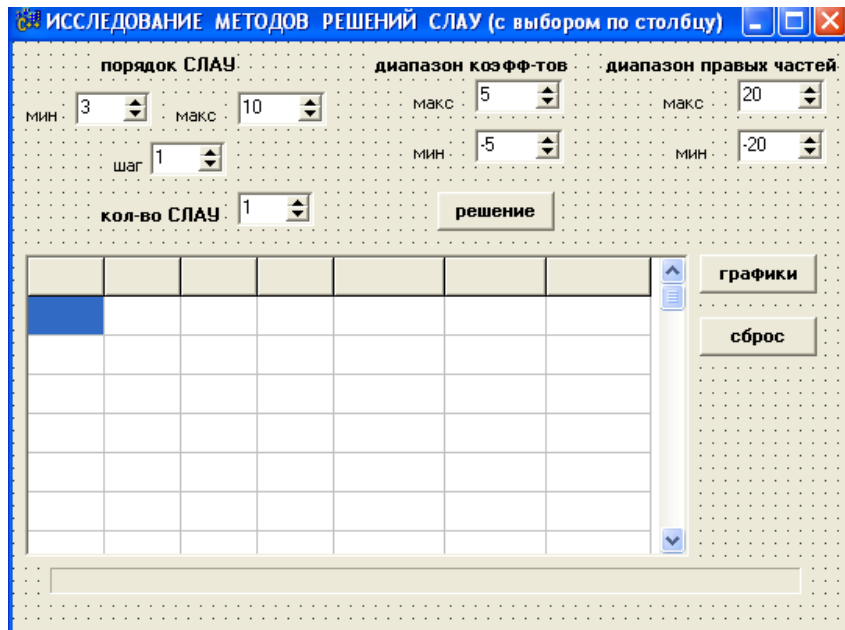 ИССЛЕДОВАНИЕ МЕТОДОВ РЕШЕНИЙ СЛАУ (с выбором по столбцу)
порядок СЛАУ диапазон коэфф-тов диапазон правых частей
мин 3 макс 10 макс 5 макс 20
шаг 1 мин -5 мин -20
кол-во СЛАУ 1 решение
графики
сброс